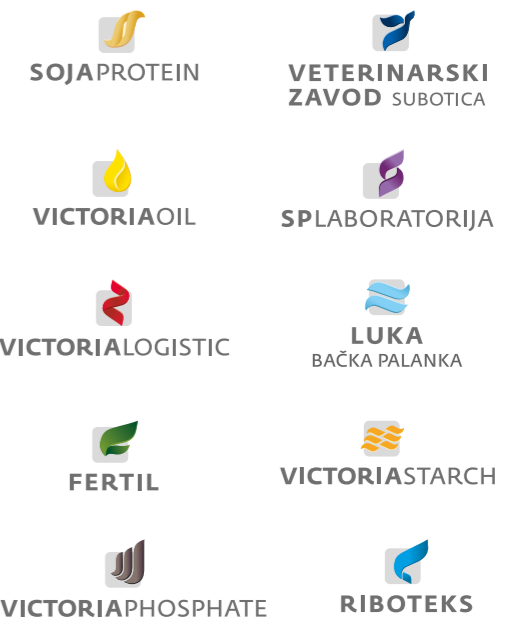 SOJAPROTEIN
VETERINARSKI
ZAVOD SUBOTICA
VICTORIAOIL
SPLABORATORIJA
VICTORIALOGISTIC
LUKA
BAČKA PALANKA
FERTIL
VICTORIASTARCH
VICTORIAPHOSPHATE
RIBOTEKS